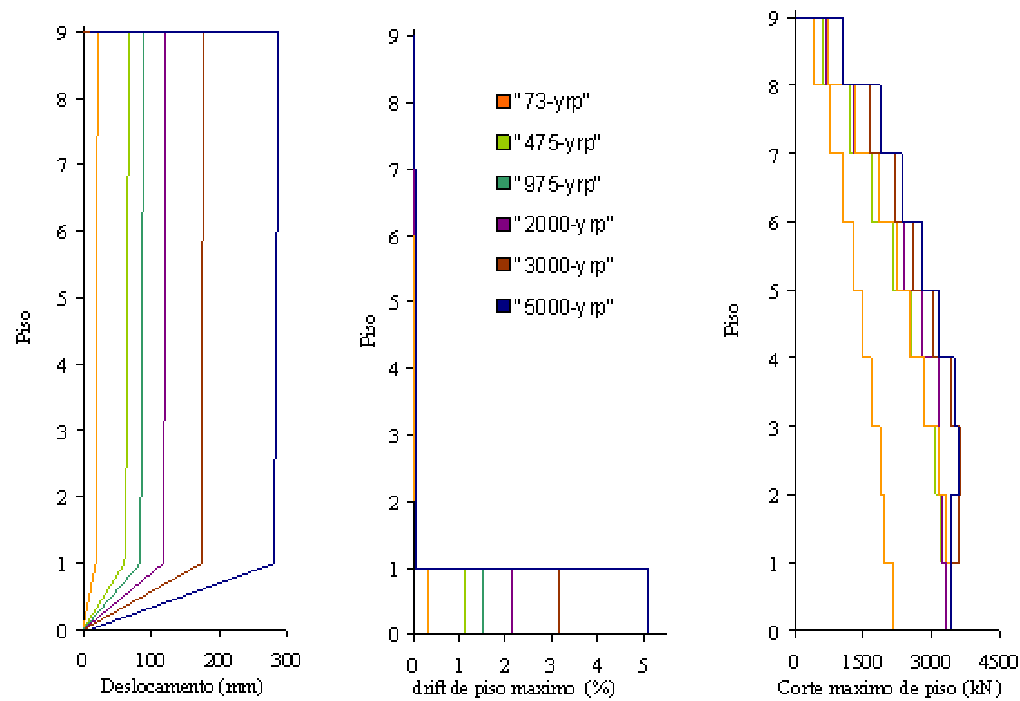 9
8
7
6
5
4
3
2
1
0
Piso
0 100 200 300
Deslocamento (mm)
9
8
7
6
5
4
3
2
1
0
Piso
0 1 2 3 4 5
drift de piso maximo (%)
"73-yrp"
"475-yrp"
"975-yrp"
"2000-yrp"
"3000-yrp"
"5000-yrp"
9
8
7
6
5
4
3
2
1
0
Piso
0 1500 3000 4500
Corte maximo de piso (kN)